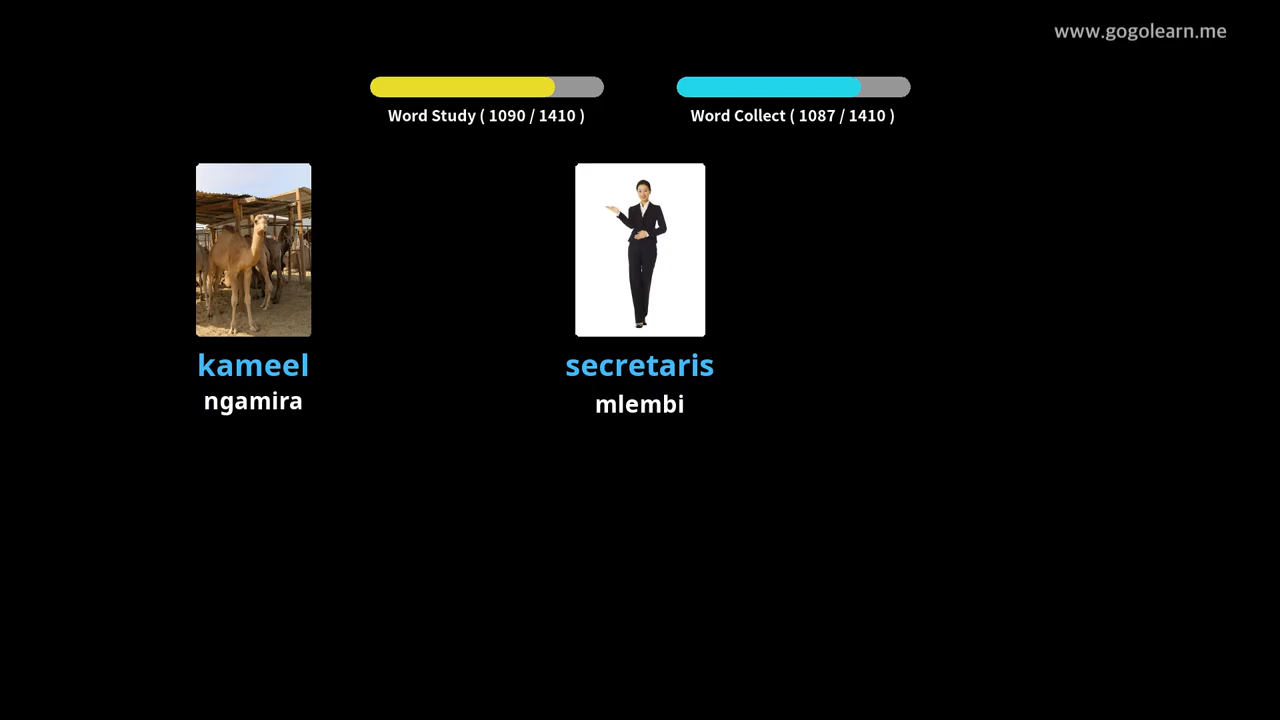 www.gogolearn.me
Word Study ( 1090 / 1410 )
Word Collect ( 1087 / 1410 )
kameel
ngamira
secretaris
mlembi